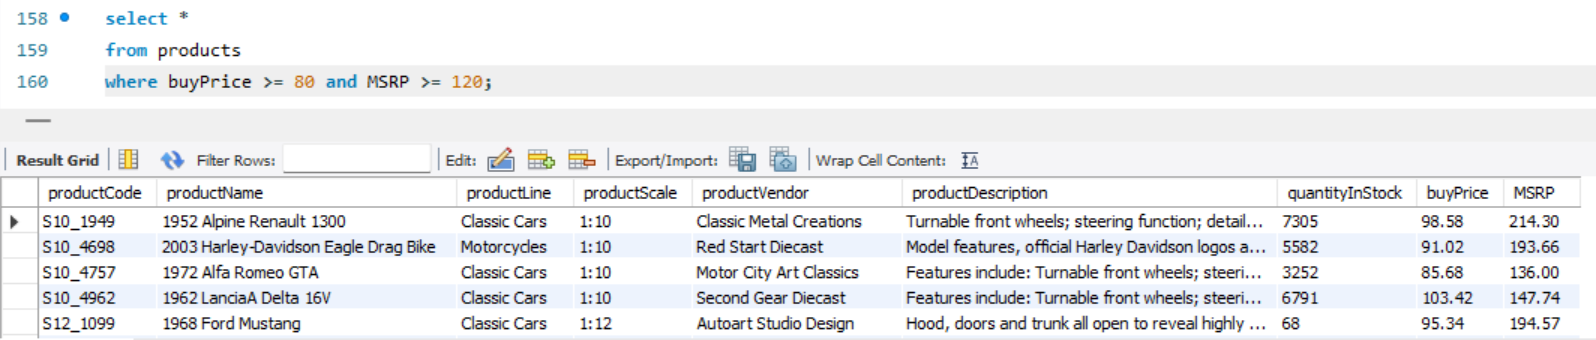 158 select *
159 from products
160 where buyPrice >= 80 and MSRP >= 120;
Result Grid Filter Rows: Edit: Export/Import: Wrap Cell Content: IA
productCode productName productLine productScale productVendor productDescription quantityInStock buyPrice MSRP
S10_1949 1952 Alpine Renault 1300 Classic Cars 1:10 Classic Metal Creations Turnable front wheels; steering function; detail... 7305 98.58 214.30
S10_4698 2003 Harley-Davidson Eagle Drag Bike Motorcycles 1:10 Red Start Diecast Model features, official Harley Davidson logos a... 5582 91.02 193.66
S10_4757 1972 Alfa Romeo GTA Classic Cars 1:10 Motor City Art Classics Features include: Turnable front wheels; steeri... 3252 85.68 136.00
S10_4962 1962 LanciaA Delta 16V Classic Cars 1:10 Second Gear Diecast Features include: Turnable front wheels; steeri... 6791 103.42 147.74
S12_1099 1968 Ford Mustang Classic Cars 1:12 Autoart Studio Design Hood, doors and trunk all open to reveal highly ... 68 95.34 194.57